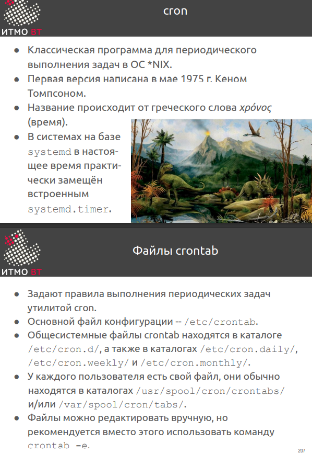 cron
ИТМО
Классическая программа для периодического
выполнения задач в ОС *NIX.
Первая версия написана в мае 1975 г. Кеном
Томпсоном.
Название происходит от греческого слова χρόνος
(время).
В системах на базе
systemd в настоя-
щее время практи-
чески замещён
встроенным
systemd.timer.
Файлы crontab
ИТМО
Задают правила выполнения периодических задач
утилитой cron.
Основной файл конфигурации – /etc/crontab.
Общесистемные файлы crontab находятся в каталоге
/etc/cron.d/, а также в каталогах /etc/cron.daily/,
/etc/cron.weekly/ и /etc/cron.monthly/.
У каждого пользователя есть свой файл, они обычно
находятся в каталогах /usr/spool/cron/crontabs/
и/или /var/spool/cron/tabs/.
Файлы можно редактировать вручную, но
рекомендуется вместо этого использовать команду
crontab -e.